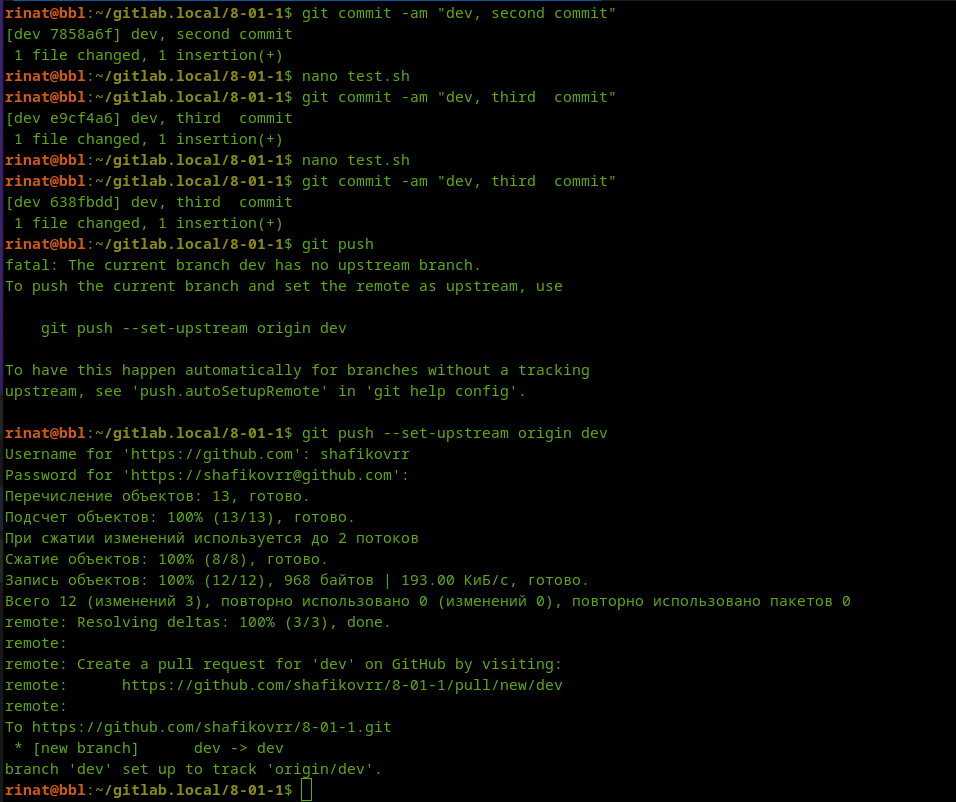 rinat@bbl:~/gitlab.local/8-01-1$ git commit -am "dev, second commit"
[dev 7858a6f] dev, second commit
 1 file changed, 1 insertion(+)
rinat@bbl:~/gitlab.local/8-01-1$ nano test.sh
rinat@bbl:~/gitlab.local/8-01-1$ git commit -am "dev, third  commit"
[dev e9cf4a6] dev, third  commit
 1 file changed, 1 insertion(+)
rinat@bbl:~/gitlab.local/8-01-1$ nano test.sh
rinat@bbl:~/gitlab.local/8-01-1$ git commit -am "dev, third  commit"
[dev 638fbdd] dev, third  commit
 1 file changed, 1 insertion(+)
rinat@bbl:~/gitlab.local/8-01-1$ git push
fatal: The current branch dev has no upstream branch.
To push the current branch and set the remote as upstream, use

    git push --set-upstream origin dev

To have this happen automatically for branches without a tracking
upstream, see 'push.autoSetupRemote' in 'git help config'.

rinat@bbl:~/gitlab.local/8-01-1$ git push --set-upstream origin dev
Username for 'https://github.com': shafikovrr
Password for 'https://shafikovrr@github.com':
Перечисление объектов: 13, готово.
Подсчет объектов: 100% (13/13), готово.
При сжатии изменений используется до 2 потоков
Сжатие объектов: 100% (8/8), готово.
Запись объектов: 100% (12/12), 968 байтов | 193.00 КиБ/с, готово.
Всего 12 (изменений 3), повторно использовано 0 (изменений 0), повторно использовано пакетов 0
remote: Resolving deltas: 100% (3/3), done.
remote:
remote: Create a pull request for 'dev' on GitHub by visiting:
remote:      https://github.com/shafikovrr/8-01-1/pull/new/dev
remote:
To https://github.com/shafikovrr/8-01-1.git
 * [new branch]      dev -> dev
branch 'dev' set up to track 'origin/dev'.
rinat@bbl:~/gitlab.local/8-01-1$